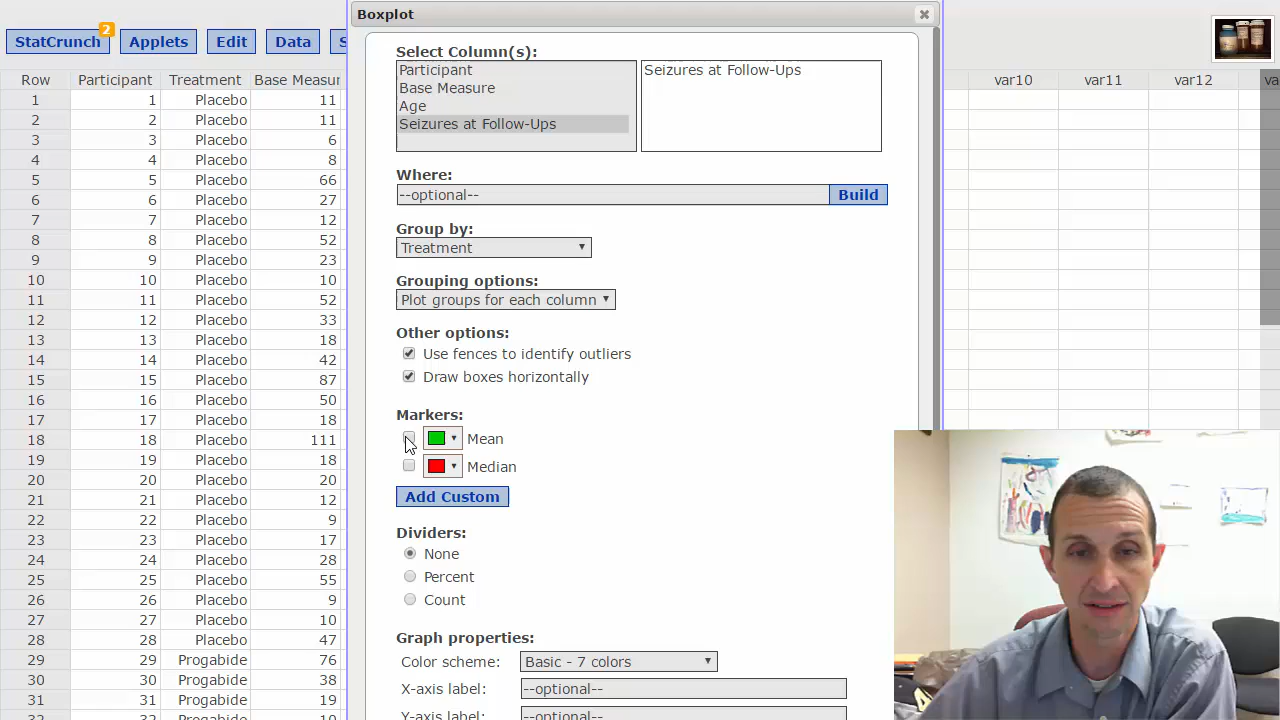 Boxplot
2
StatCrunch Applets Edit Data S
Row Participant Treatment Base Measur var10 var11 var12 va
1 1 Placebo 11
2 2 Placebo 11
3 3 Placebo 6
4 4 Placebo 8
5 5 Placebo 66
6 6 Placebo 27
7 7 Placebo 12
8 8 Placebo 52
9 9 Placebo 23
10 10 Placebo 10
11 11 Placebo 52
12 12 Placebo 33
13 13 Placebo 18
14 14 Placebo 42
15 15 Placebo 87
16 16 Placebo 50
17 17 Placebo 18
18 18 Placebo 111
19 19 Placebo 18
20 20 Placebo 20
21 21 Placebo 12
22 22 Placebo 9
23 23 Placebo 17
24 24 Placebo 28
25 25 Placebo 55
26 26 Placebo 9
27 27 Placebo 10
28 28 Placebo 47
29 29 Progabide 76
30 30 Progabide 38
31 31 Progabide 19
32 32 Progabide 10
Select Column(s):
Participant
Base Measure
Age
Seizures at Follow-Ups
Seizures at Follow-Ups
Where:
--optional-- Build
Group by:
Treatment
Grouping options:
Plot groups for each column
Other options:
Use fences to identify outliers
Draw boxes horizontally
Markers:
Mean
Median
Add Custom
Dividers:
None
Percent
Count
Graph properties:
Color scheme: Basic - 7 colors
X-axis label: --optional--
Y-axis label: --optional--